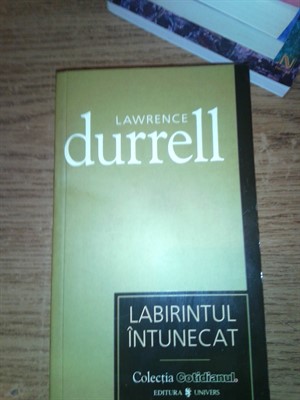 LAWRENCE
durrell
LABIRINTUL
ÎNTUNECAT
Colecția Cotidianul.
EDITURA UNIVERS